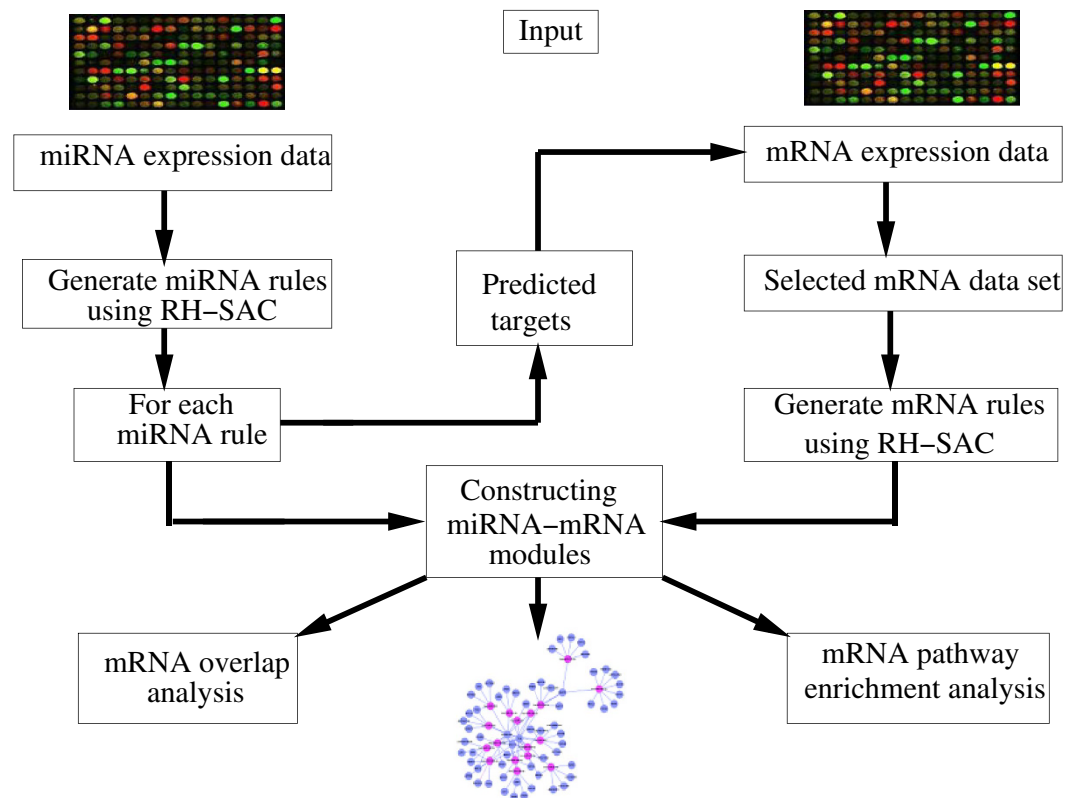 Input
miRNA expression data
mRNA expression data
Generate miRNA rules
using RH−SAC
Predicted
targets
Selected mRNA data set
For each
miRNA rule
Generate mRNA rules
using RH−SAC
Constructing
miRNA−mRNA
modules
mRNA overlap
analysis
mRNA pathway
enrichment analysis